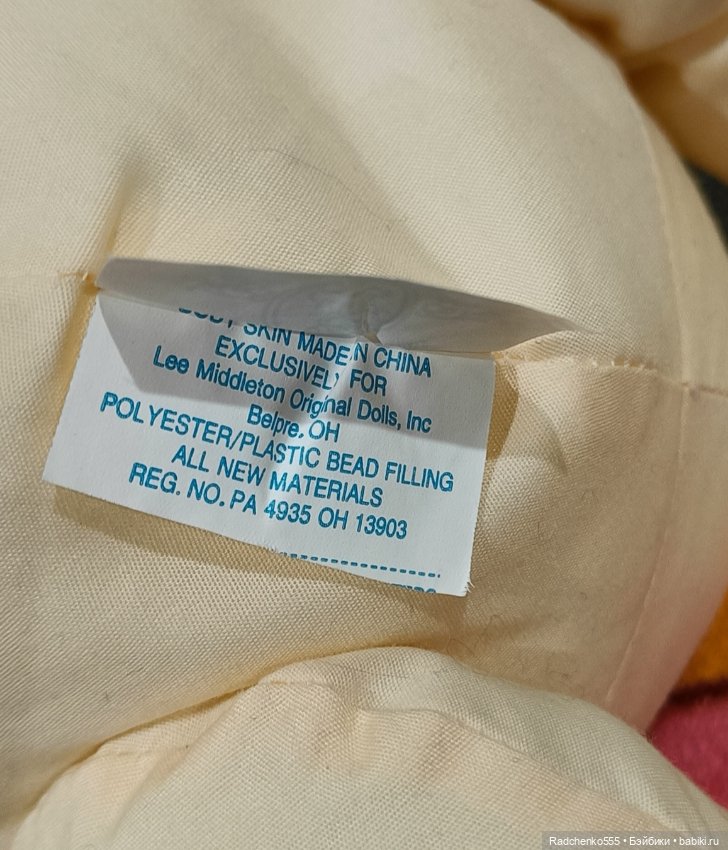 BODY SKIN MADE IN CHINA
EXCLUSIVELY FOR
Lee Middleton Original Dolls, Inc
Belpre, OH
POLYESTER/PLASTIC BEAD FILLING
ALL NEW MATERIALS
REG. NO. PA 4935 OH 13903
Radchenko555 • Бэйбики • babiki.ru